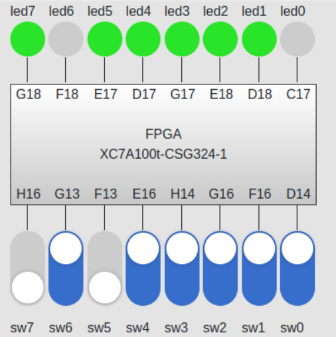 led7 led6 led5 led4 led3 led2 led1 led0
G18 F18 E17 D17 G17 E18 D18 C17
FPGA
XC7A100t-CSG324-1
H16 G13 F13 E16 H14 G16 F16 D14
sw7 sw6 sw5 sw4 sw3 sw2 sw1 sw0